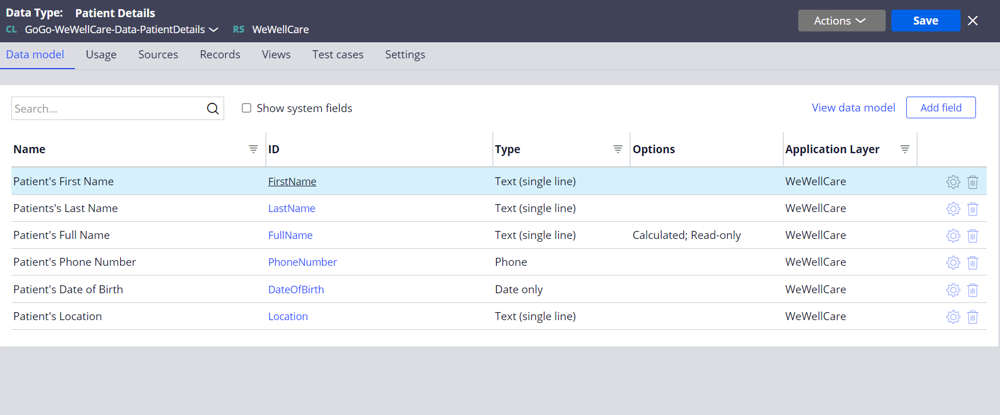 Data Type: Patient Details
CL GoGo-WeWellCare-Data-PatientDetails RS WeWellCare
Actions Save
Data model Usage Sources Records Views Test cases Settings
Search... Show system fields View data model Add field
Name ID Type Options Application Layer
Patient's First Name FirstName Text (single line) WeWellCare
Patients's Last Name LastName Text (single line) WeWellCare
Patient's Full Name FullName Text (single line) Calculated; Read-only WeWellCare
Patient's Phone Number PhoneNumber Phone WeWellCare
Patient's Date of Birth DateOfBirth Date only WeWellCare
Patient's Location Location Text (single line) WeWellCare